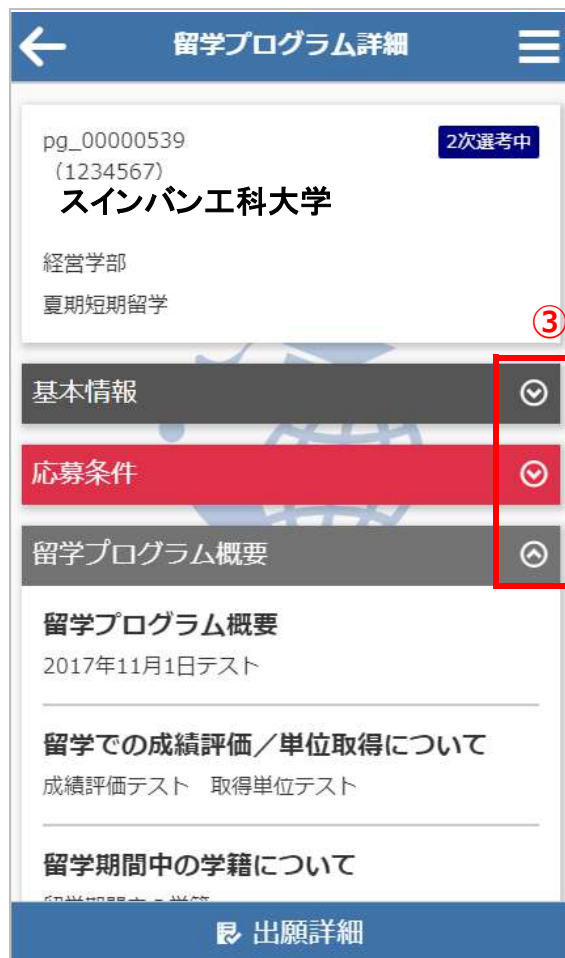 留学プログラム詳細
pg_00000539
2次選考中
(1234567)
スインバン工科大学
経営学部
夏期短期留学
③
基本情報
応募条件
留学プログラム概要
留学プログラム概要
2017年11月1日テスト
留学での成績評価／単位取得について
成績評価テスト　取得単位テスト
留学期間中の学籍について
出願詳細